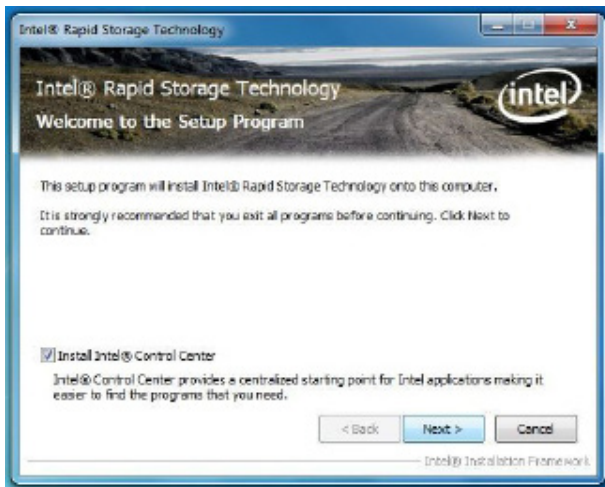 Intel® Rapid Storage Technology
Intel® Rapid Storage Technology
Welcome to the Setup Program
intel
This setup program will install Intel® Rapid Storage Technology onto this computer.
It is strongly recommended that you exit all programs before continuing. Click Next to
continue.
Install Intel® Control Center
Intel® Control Center provides a centralized starting point for Intel applications making it
easier to find the programs that you need.
< Back
Next >
Cancel
Intel® Installation Framework